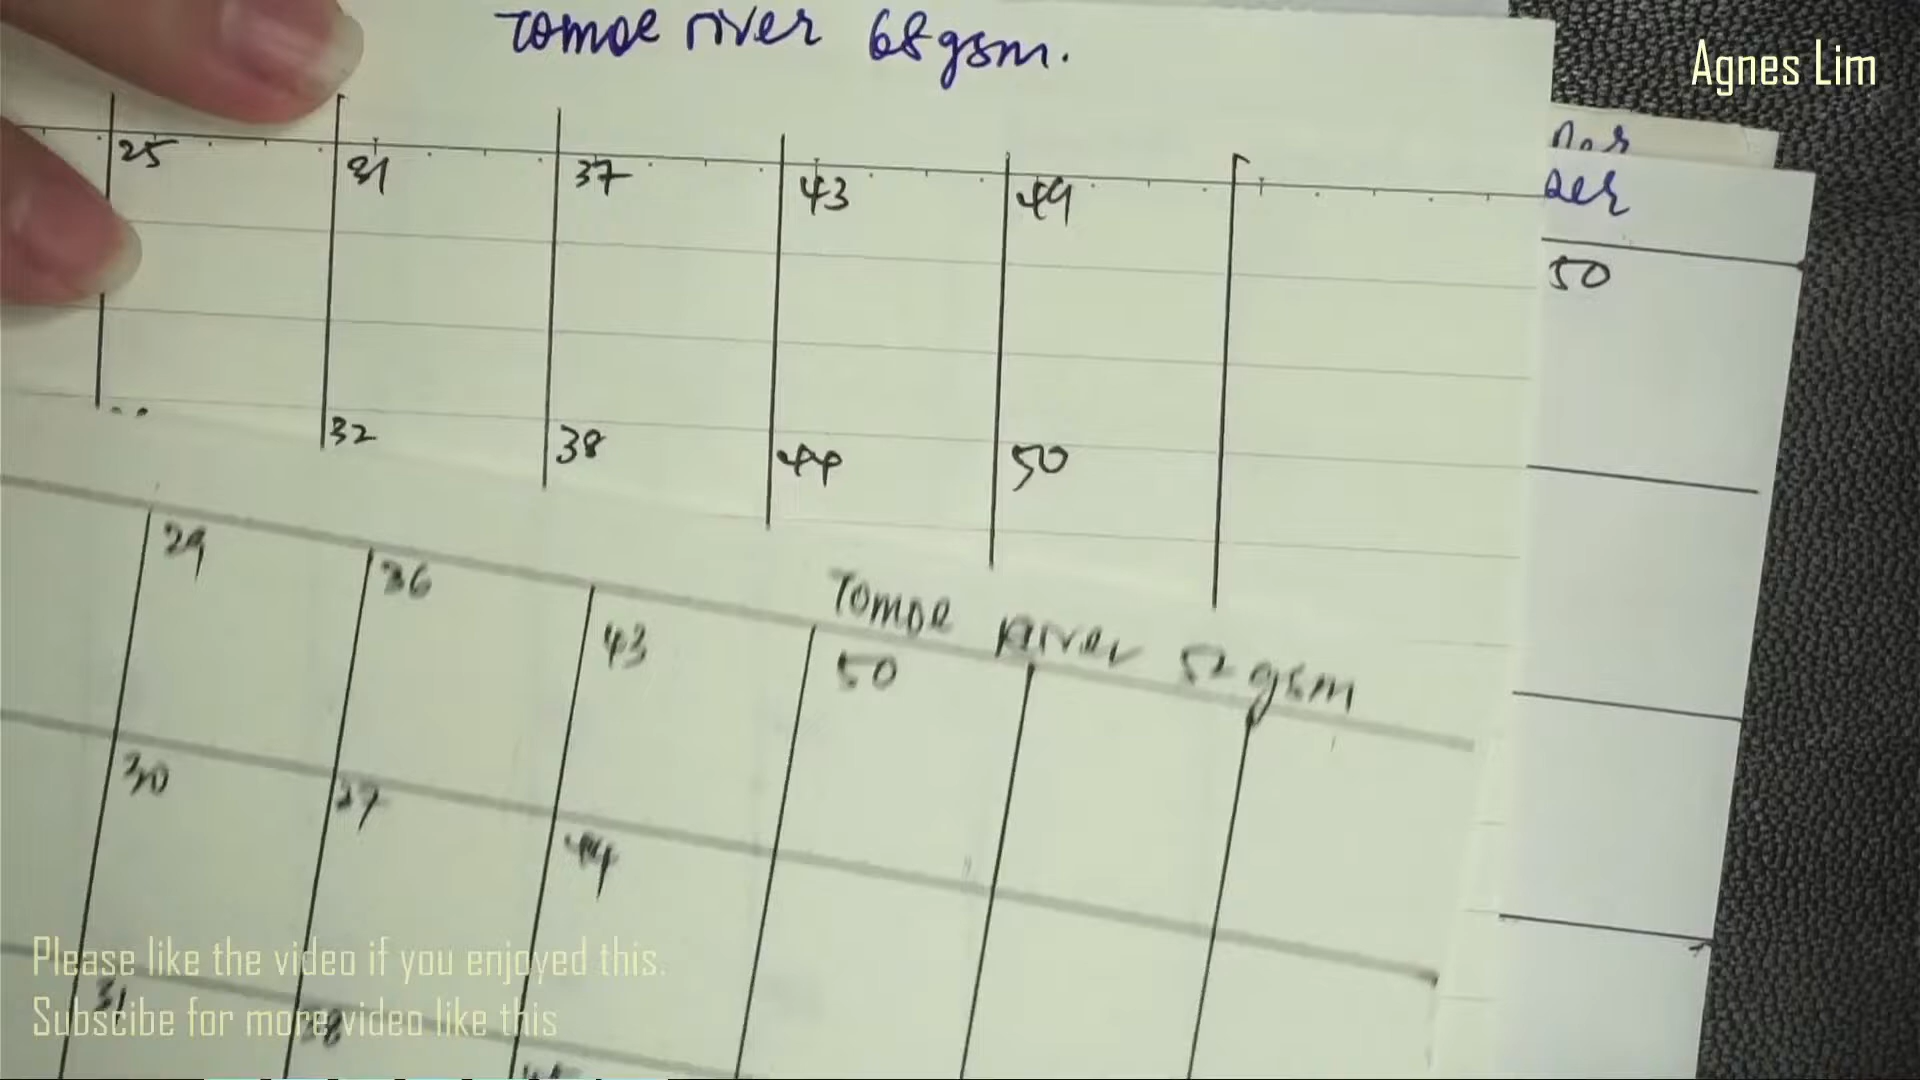 Tomoe river 68gsm.
Agnes Lim
25 31 37 43 49
50
32 38 44 50
29 36 43 50
Tomoe River 52gsm
30 37 44
31 38
Please like the video if you enjoyed this.
Subscibe for more video like this